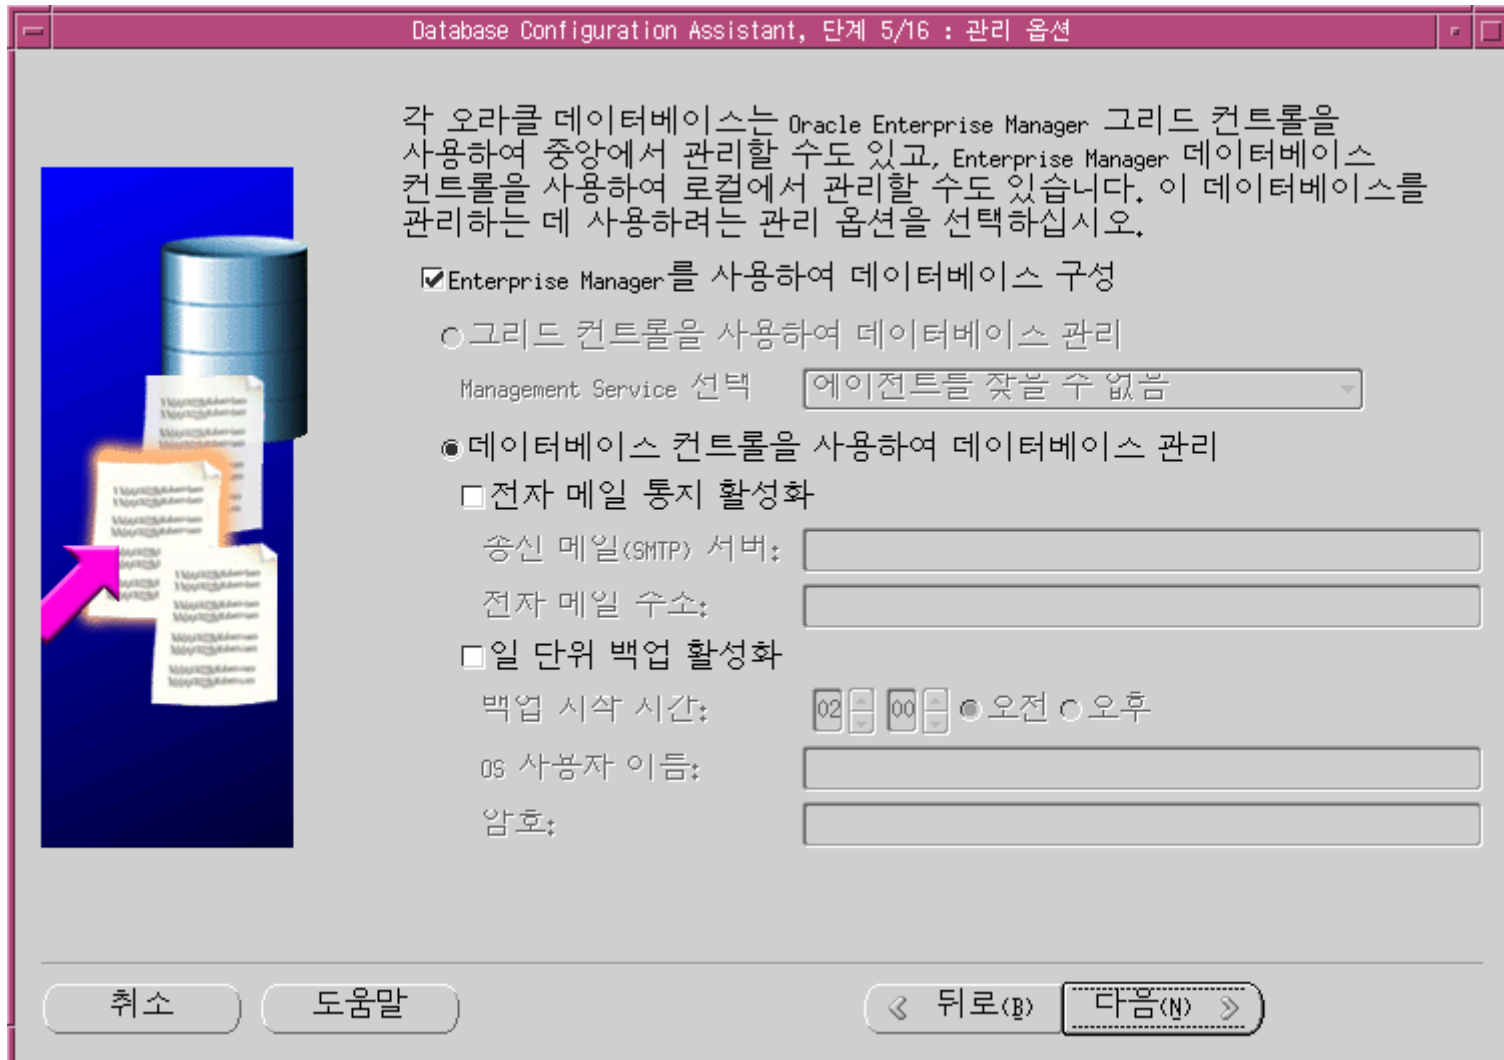 Database Configuration Assistant, 단계 5/16 : 관리 옵션
각 오라클 데이터베이스는 Oracle Enterprise Manager 그리드 컨트롤을
사용하여 중앙에서 관리할 수도 있고, Enterprise Manager 데이터베이스
컨트롤을 사용하여 로컬에서 관리할 수도 있습니다. 이 데이터베이스를
관리하는 데 사용하려는 관리 옵션을 선택하십시오.
Enterprise Manager를 사용하여 데이터베이스 구성
그리드 컨트롤을 사용하여 데이터베이스 관리
Management Service 선택 에이전트를 찾을 수 없음
데이터베이스 컨트롤을 사용하여 데이터베이스 관리
전자 메일 통지 활성화
송신 메일(SMTP) 서버:
전자 메일 주소:
일 단위 백업 활성화
백업 시작 시간: 02 00 오전 오후
OS 사용자 이름:
암호:
취소 도움말 뒤로(B) 다음(N)